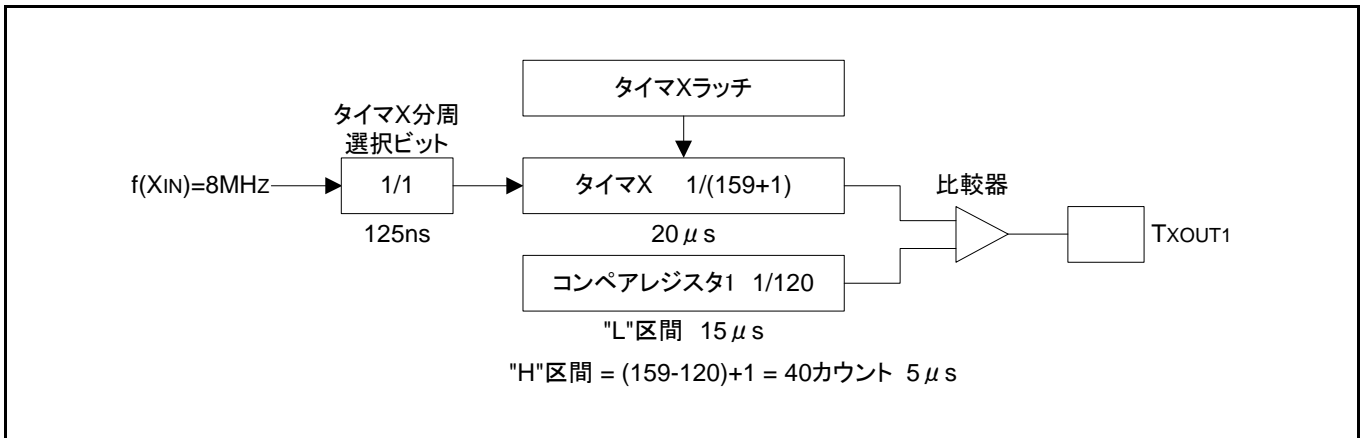 タイマXラッチ
タイマX分周
選択ビット
f(XIN)=8MHz
1/1
タイマX 1/(159+1)
比較器
125ns
20μs
TXOUT1
コンペアレジスタ1 1/120
"L"区間 15μs
"H"区間 = (159-120)+1 = 40カウント 5μs